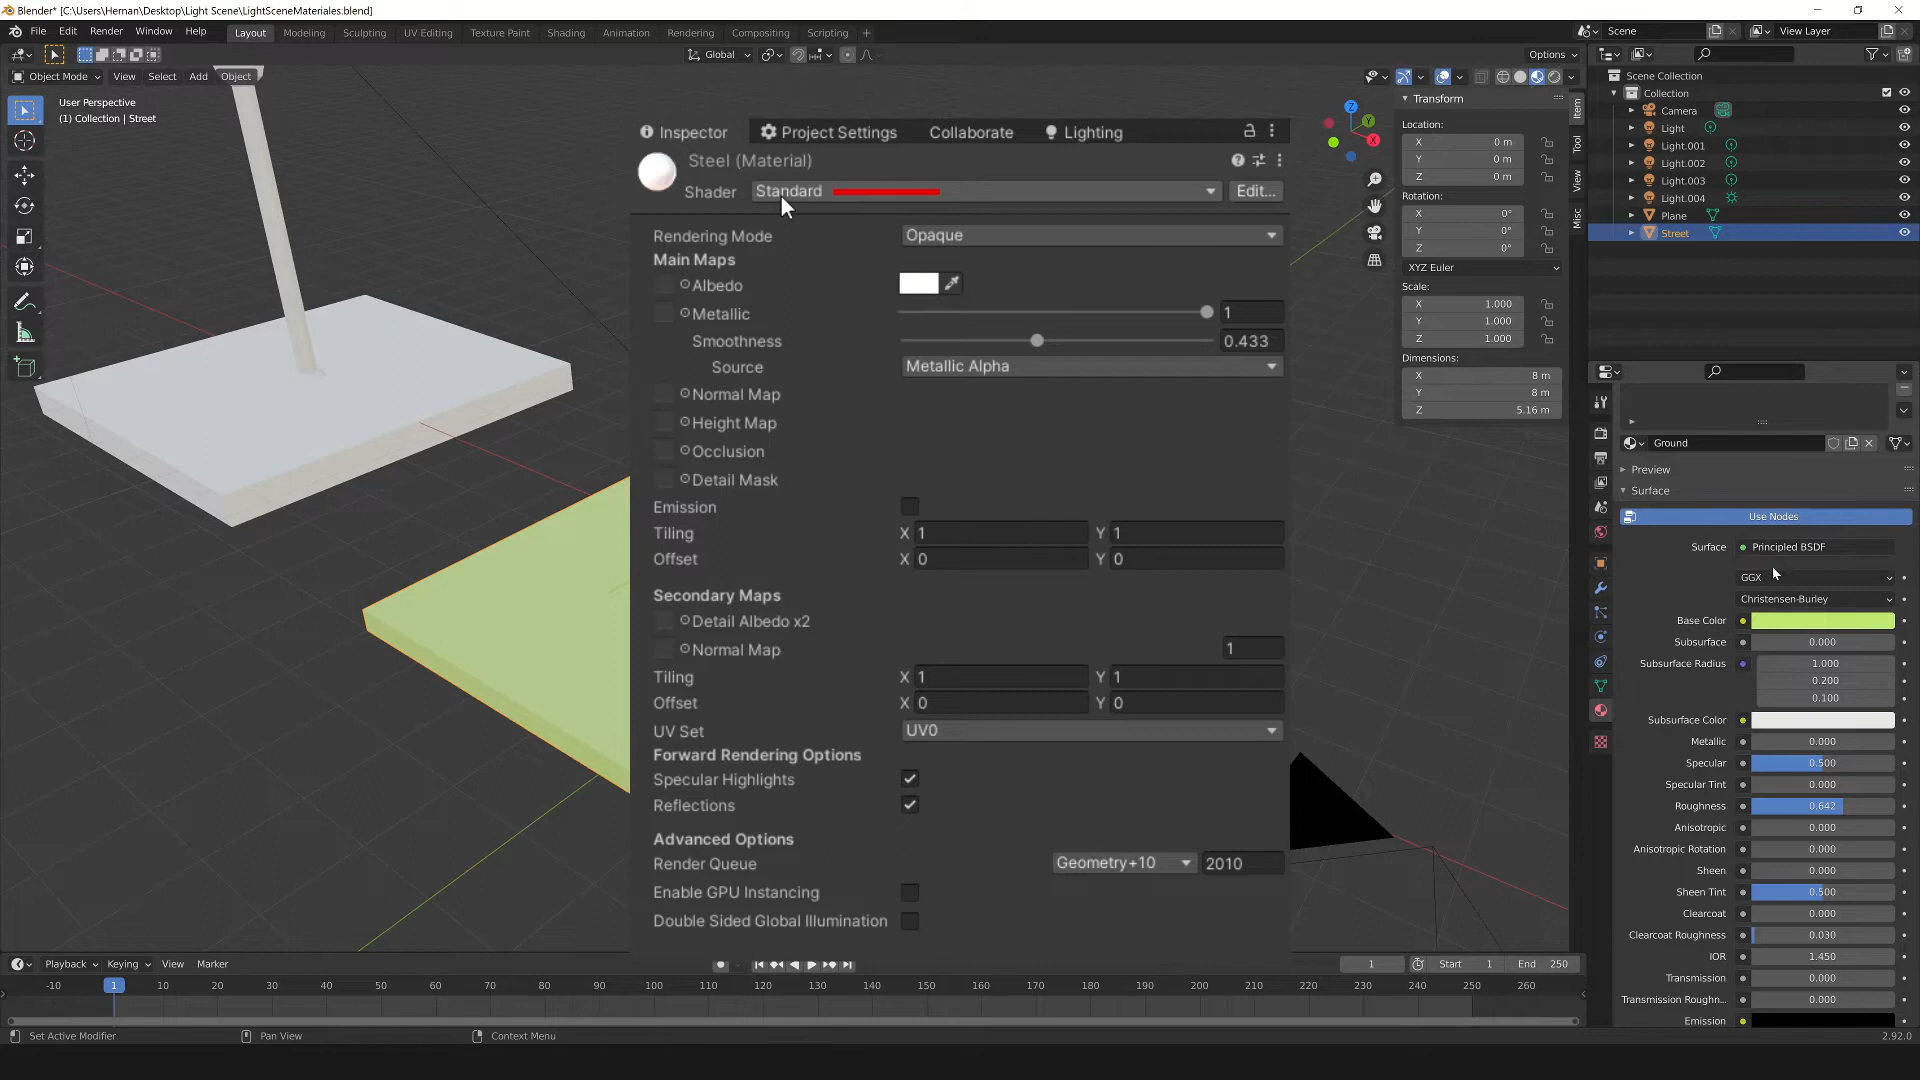 Blender* [C:\Users\Hernan\Desktop\Light Scene\LightSceneMateriales.blend]
File Edit Render Window Help Layout Modeling Sculpting UV Editing Texture Paint Shading Animation Rendering Compositing Scripting + Scene View Layer
Global Options
Object Mode View Select Add Object
User Perspective
(1) Collection | Street
Inspector Project Settings Collaborate Lighting
Steel (Material)
Shader Standard Edit...
Rendering Mode Opaque
Main Maps
Albedo
Metallic 1
Smoothness 0.433
Source Metallic Alpha
Normal Map
Height Map
Occlusion
Detail Mask
Emission
Tiling X 1 Y 1
Offset X 0 Y 0
Secondary Maps
Detail Albedo x2
Normal Map 1
Tiling X 1 Y 1
Offset X 0 Y 0
UV Set UV0
Forward Rendering Options
Specular Highlights
Reflections
Advanced Options
Render Queue Geometry+10 2010
Enable GPU Instancing
Double Sided Global Illumination
Z
Y
X
Transform
Location:
X 0 m
Y 0 m
Z 0 m
Rotation:
X 0°
Y 0°
Z 0°
XYZ Euler
Scale:
X 1.000
Y 1.000
Z 1.000
Dimensions:
X 8 m
Y 8 m
Z 5.16 m
Item
Tool
View
Misc
Scene Collection
Collection
Camera
Light
Light.001
Light.002
Light.003
Light.004
Plane
Street
Ground
Preview
Surface
Use Nodes
Surface Principled BSDF
GGX
Christensen-Burley
Base Color
Subsurface 0.000
Subsurface Radius 1.000
0.200
0.100
Subsurface Color
Metallic 0.000
Specular 0.500
Specular Tint 0.000
Roughness 0.642
Anisotropic 0.000
Anisotropic Rotation 0.000
Sheen 0.000
Sheen Tint 0.500
Clearcoat 0.000
Clearcoat Roughness 0.030
IOR 1.450
Transmission 0.000
Transmission Roughn... 0.000
Emission
Playback Keying View Marker 1 Start 1 End 250
-10 1 10 20 30 40 50 60 70 80 90 100 110 120 130 140 150 160 170 180 190 200 210 220 230 240 250 260
Set Active Modifier Pan View Context Menu 2.92.0